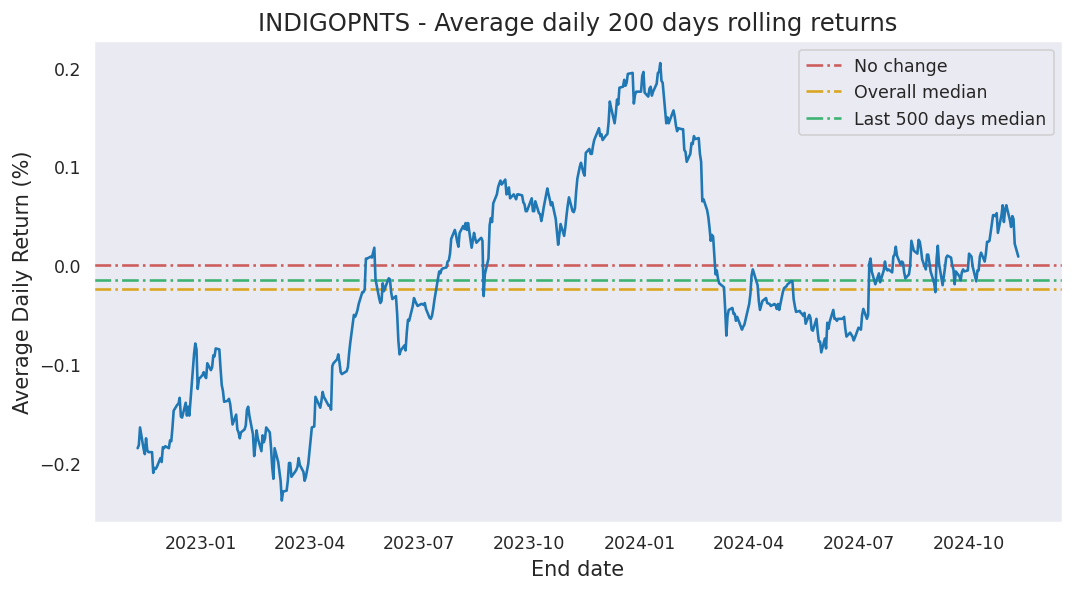 INDIGOPNTS - Average daily 200 days rolling returns
No change
Overall median
Last 500 days median
Average Daily Return (%)
0.2
0.1
0.0
−0.1
−0.2
2023-01 2023-04 2023-07 2023-10 2024-01 2024-04 2024-07 2024-10
End date